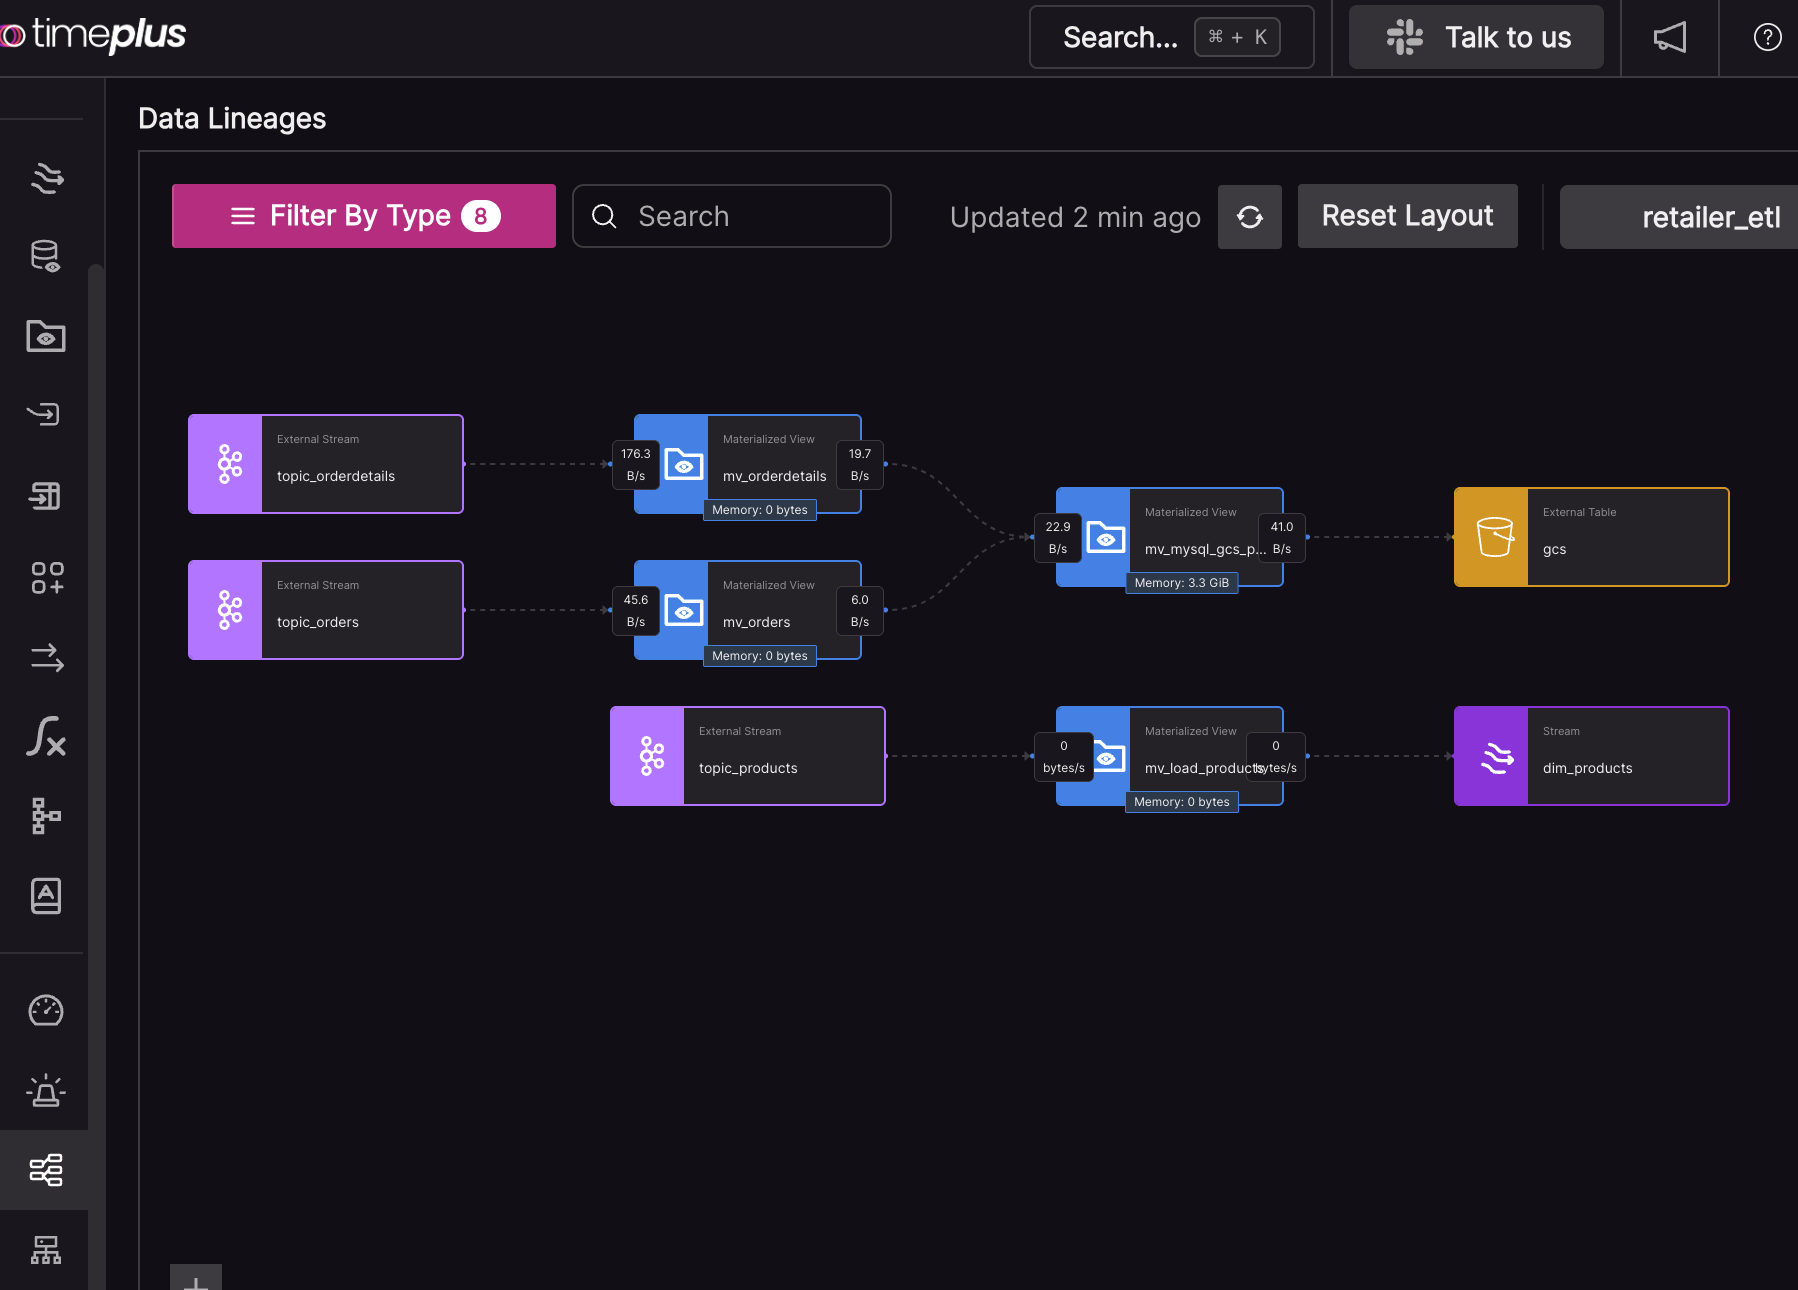 timeplus
Search... ⌘ + K
Talk to us
Data Lineages
Filter By Type 8
Search
Updated 2 min ago
Reset Layout
retailer_etl
External Stream
topic_orderdetails
176.3
B/s
Materialized View
mv_orderdetails
19.7
B/s
Memory: 0 bytes
22.9
B/s
Materialized View
mv_mysql_gcs_p...
41.0
B/s
Memory: 3.3 GiB
External Table
gcs
External Stream
topic_orders
45.6
B/s
Materialized View
mv_orders
6.0
B/s
Memory: 0 bytes
External Stream
topic_products
0
bytes/s
Materialized View
mv_load_products
0
bytes/s
Memory: 0 bytes
Stream
dim_products